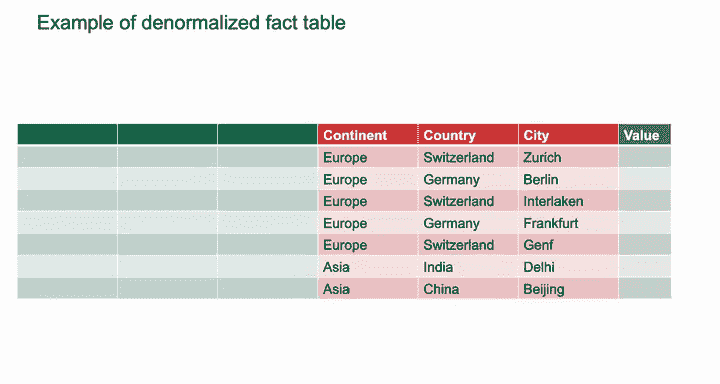 Example of denormalized fact table
Continent Country City Value
Europe Switzerland Zurich
Europe Germany Berlin
Europe Switzerland Interlaken
Europe Germany Frankfurt
Europe Switzerland Genf
Asia India Delhi
Asia China Beijing